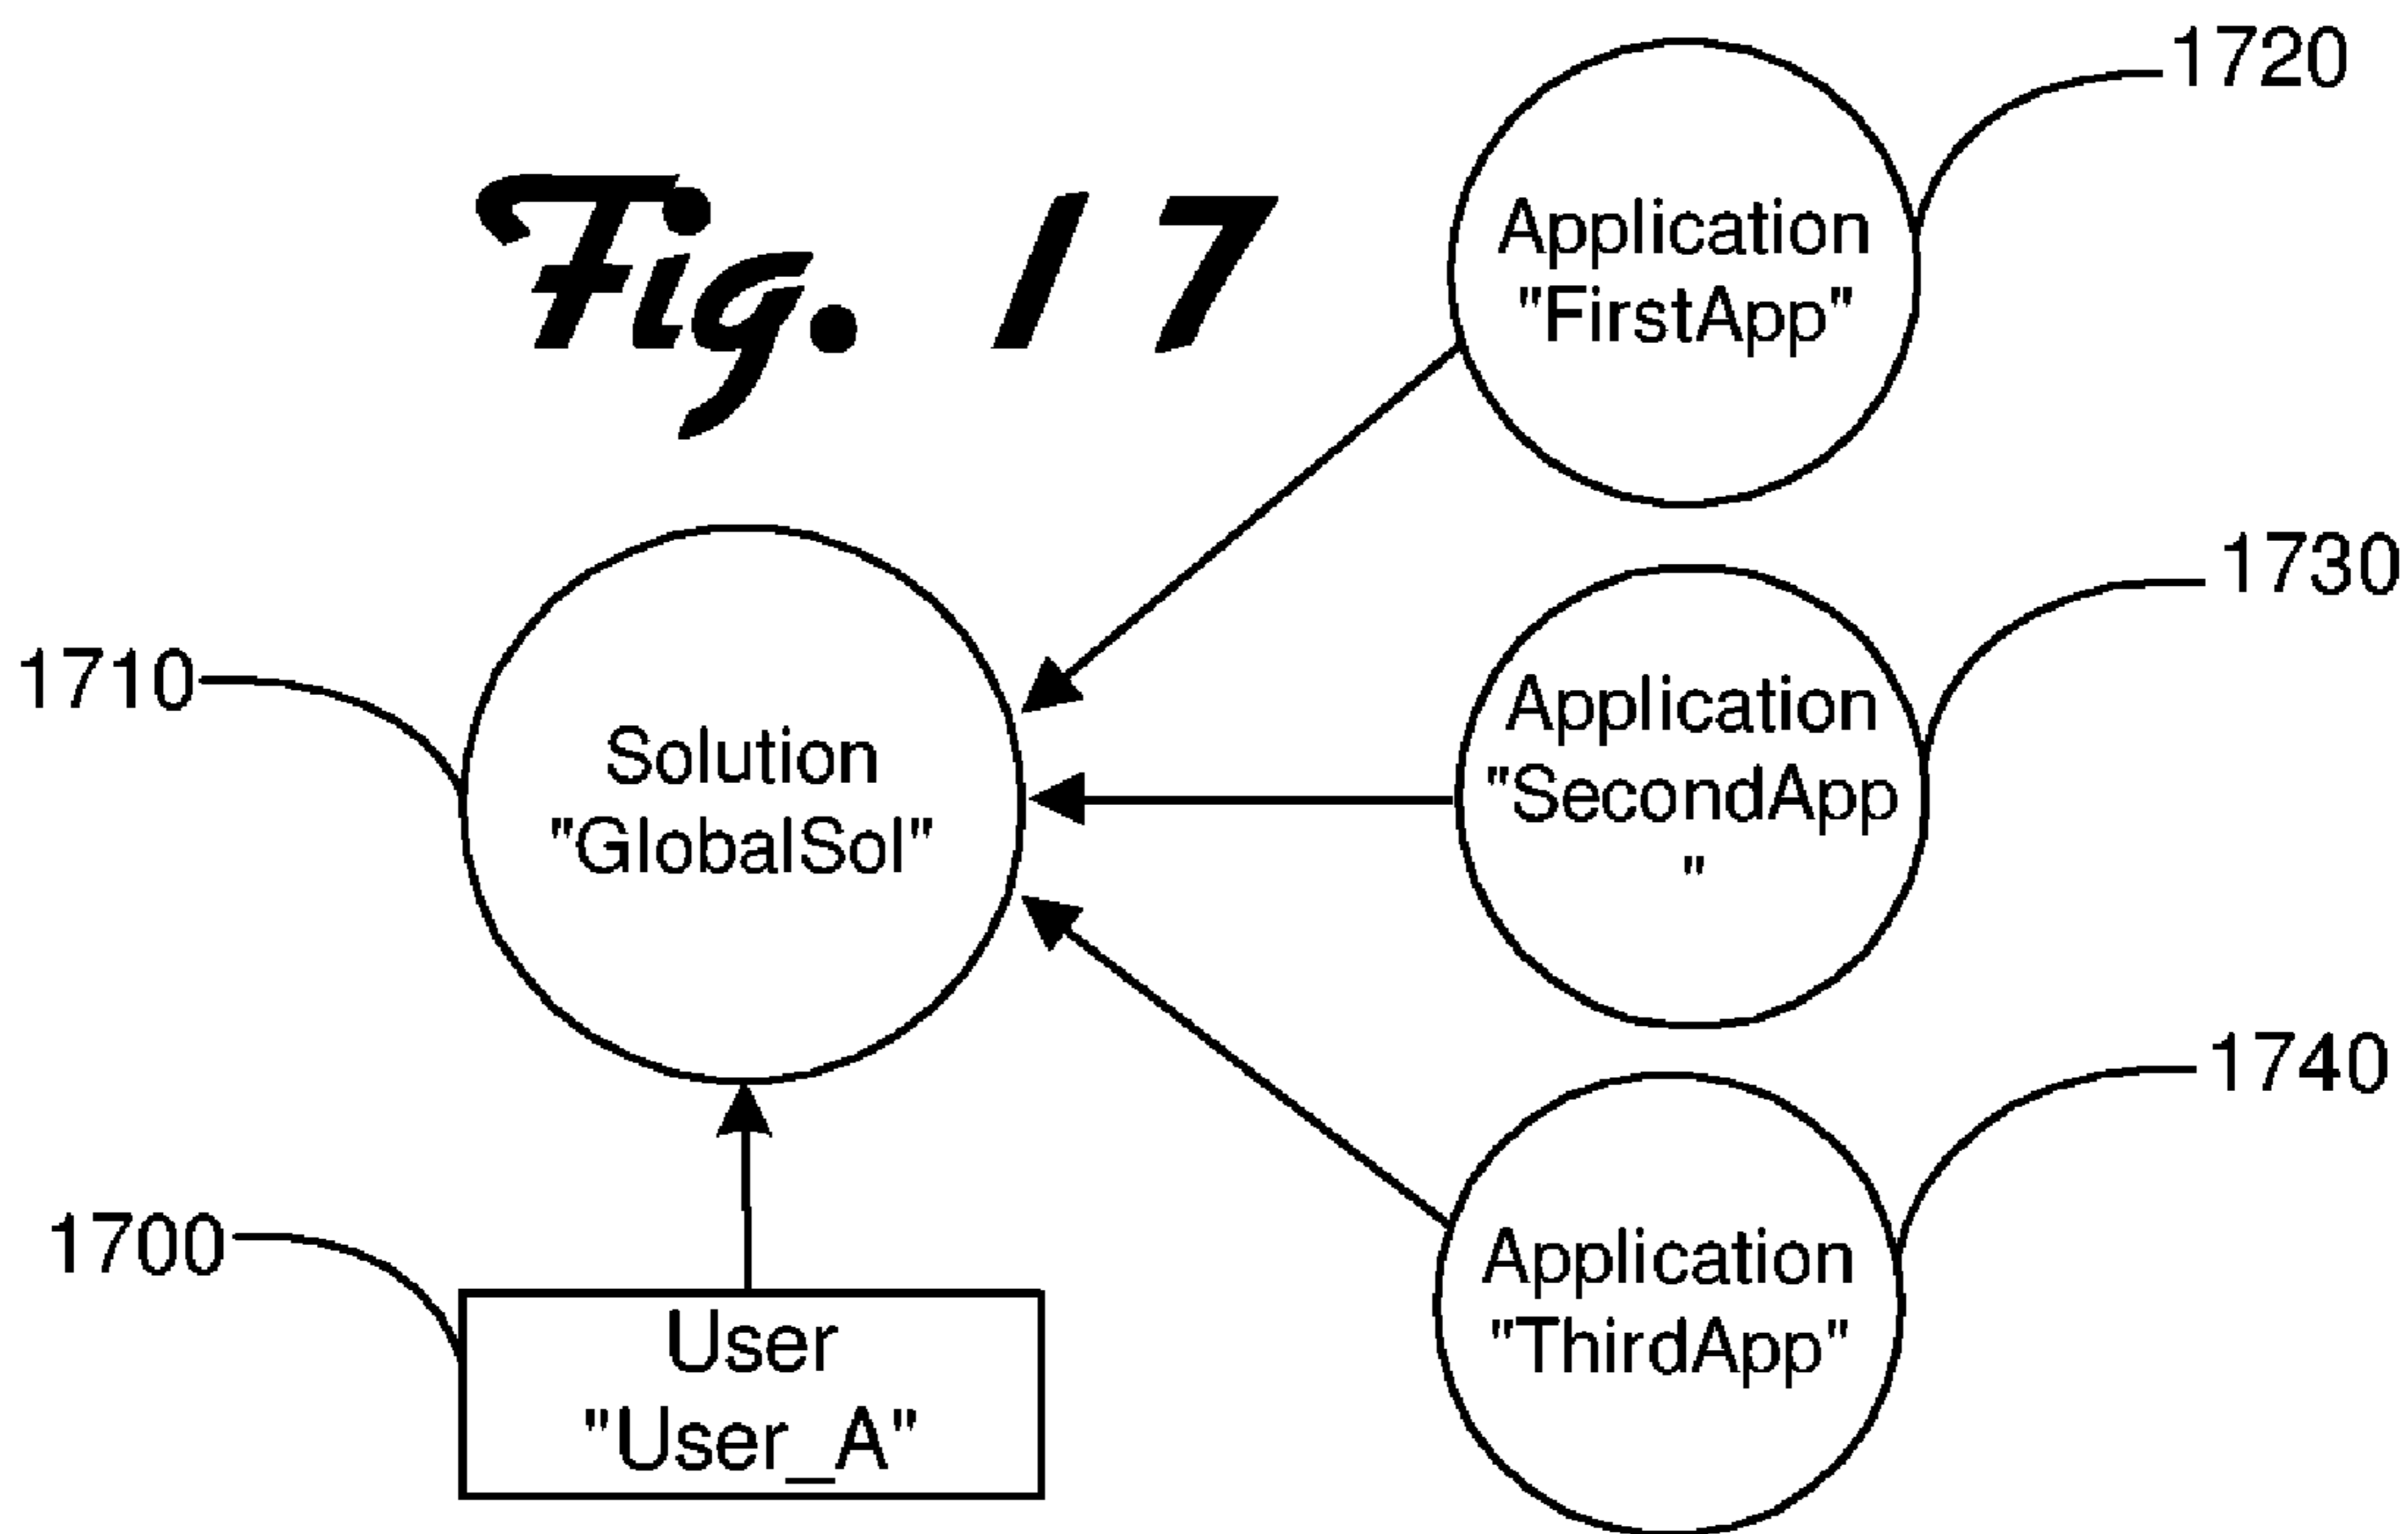 Fig. 17
1720
Application
"FirstApp"
1730
Application
"SecondApp
"
1710
Solution
"GlobalSol"
1740
Application
"ThirdApp"
1700
User
"User_A"